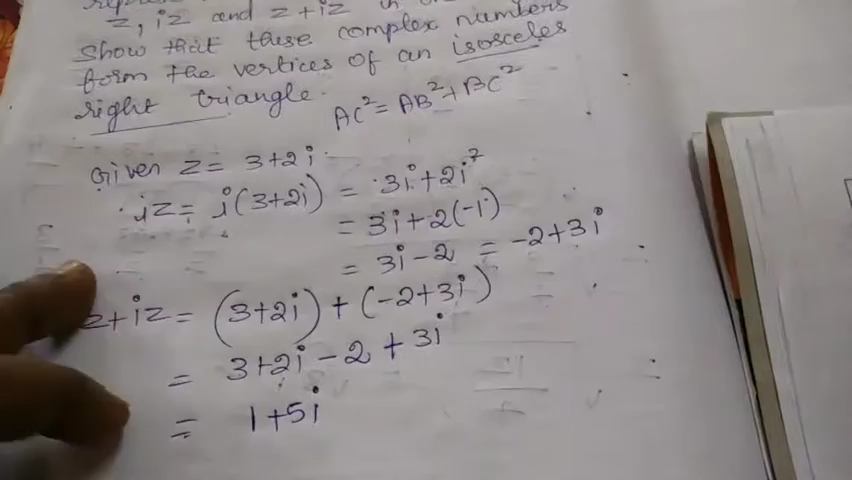 z, iz and z+iz in
Show that these complex numbers
form the vertices of an isosceles
right triangle.
AC² = AB² + BC²
Given z = 3+2i
iz = i(3+2i) = 3i+2i²
= 3i+2(-1)
= 3i-2 = -2+3i
z+iz = (3+2i) + (-2+3i)
= 3+2i-2+3i
= 1+5i